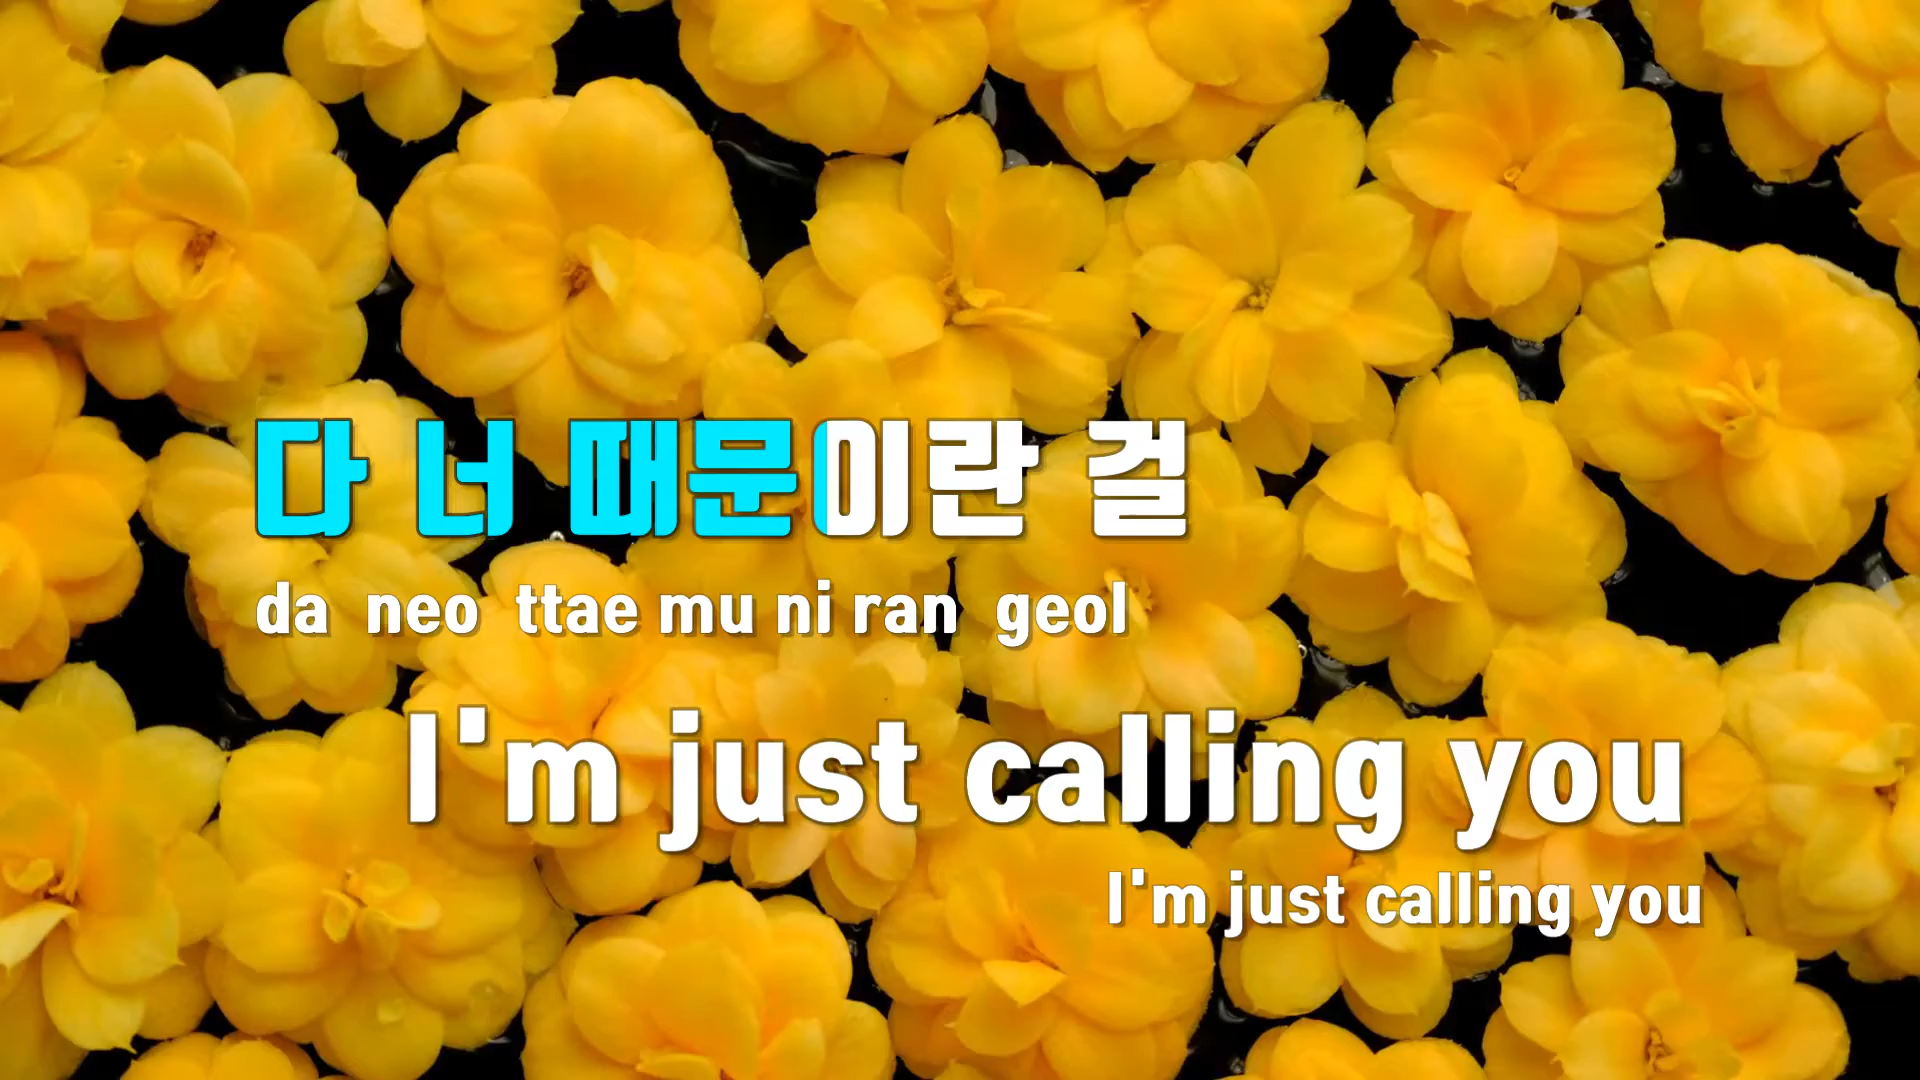 다 너 때문이란 걸
da neo ttae mu ni ran geol
I'm just calling you
I'm just calling you